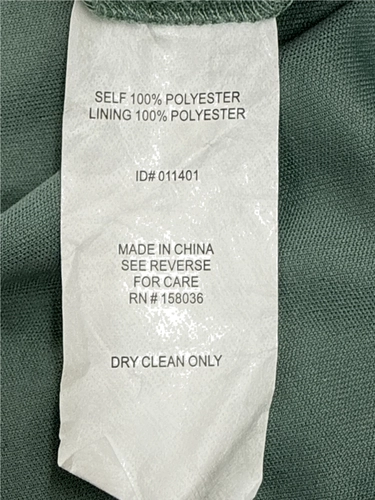 SELF 100% POLYESTER
LINING 100% POLYESTER
ID# 011401
MADE IN CHINA
SEE REVERSE
FOR CARE
RN # 158036
DRY CLEAN ONLY